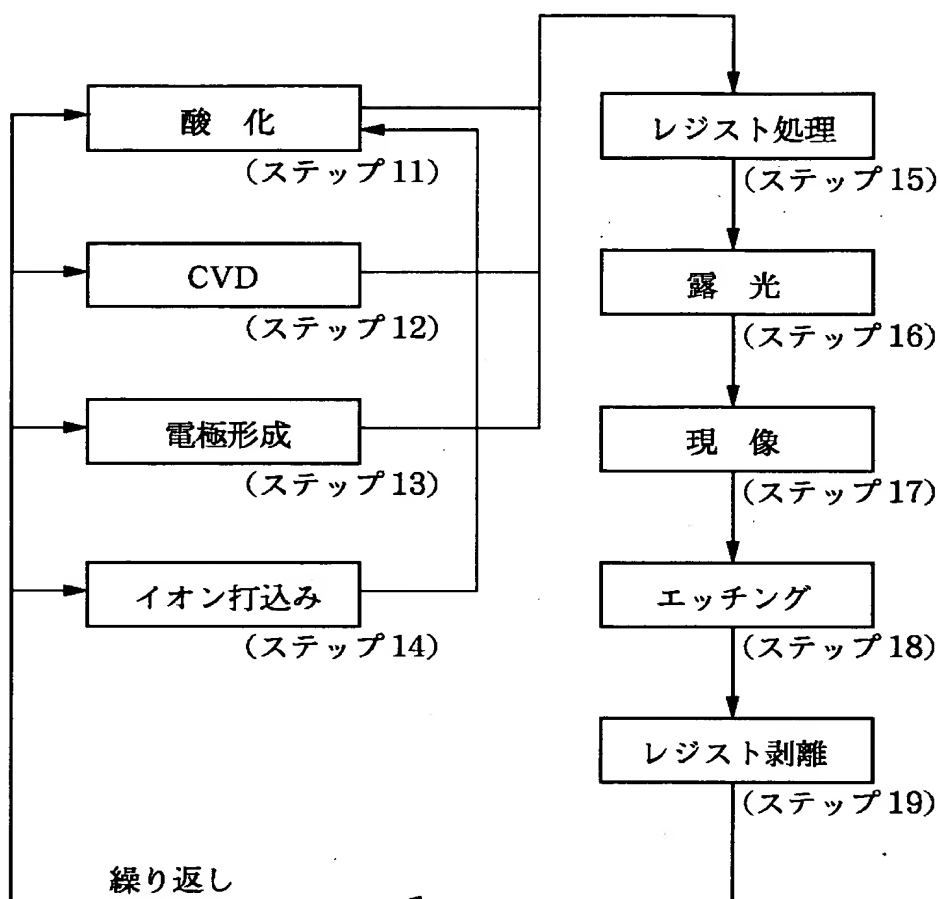 酸 化
(ステップ11)
CVD
(ステップ12)
電極形成
(ステップ13)
イオン打込み
(ステップ14)
レジスト処理
(ステップ15)
露 光
(ステップ16)
現 像
(ステップ17)
エッチング
(ステップ18)
レジスト剥離
(ステップ19)
繰り返し